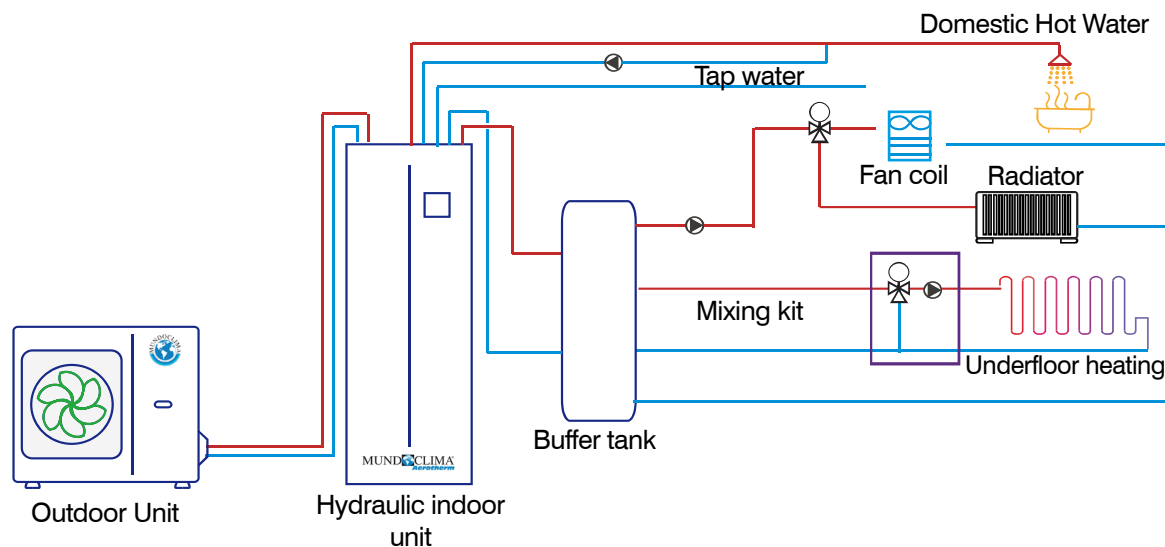 Domestic Hot Water
Tap water
Fan coil
Radiator
Mixing kit
MUNDOCLIMA
Underfloor heating
Buffer tank
MUNDOCLIMA
Aerotherm
Outdoor Unit
Hydraulic indoor
unit